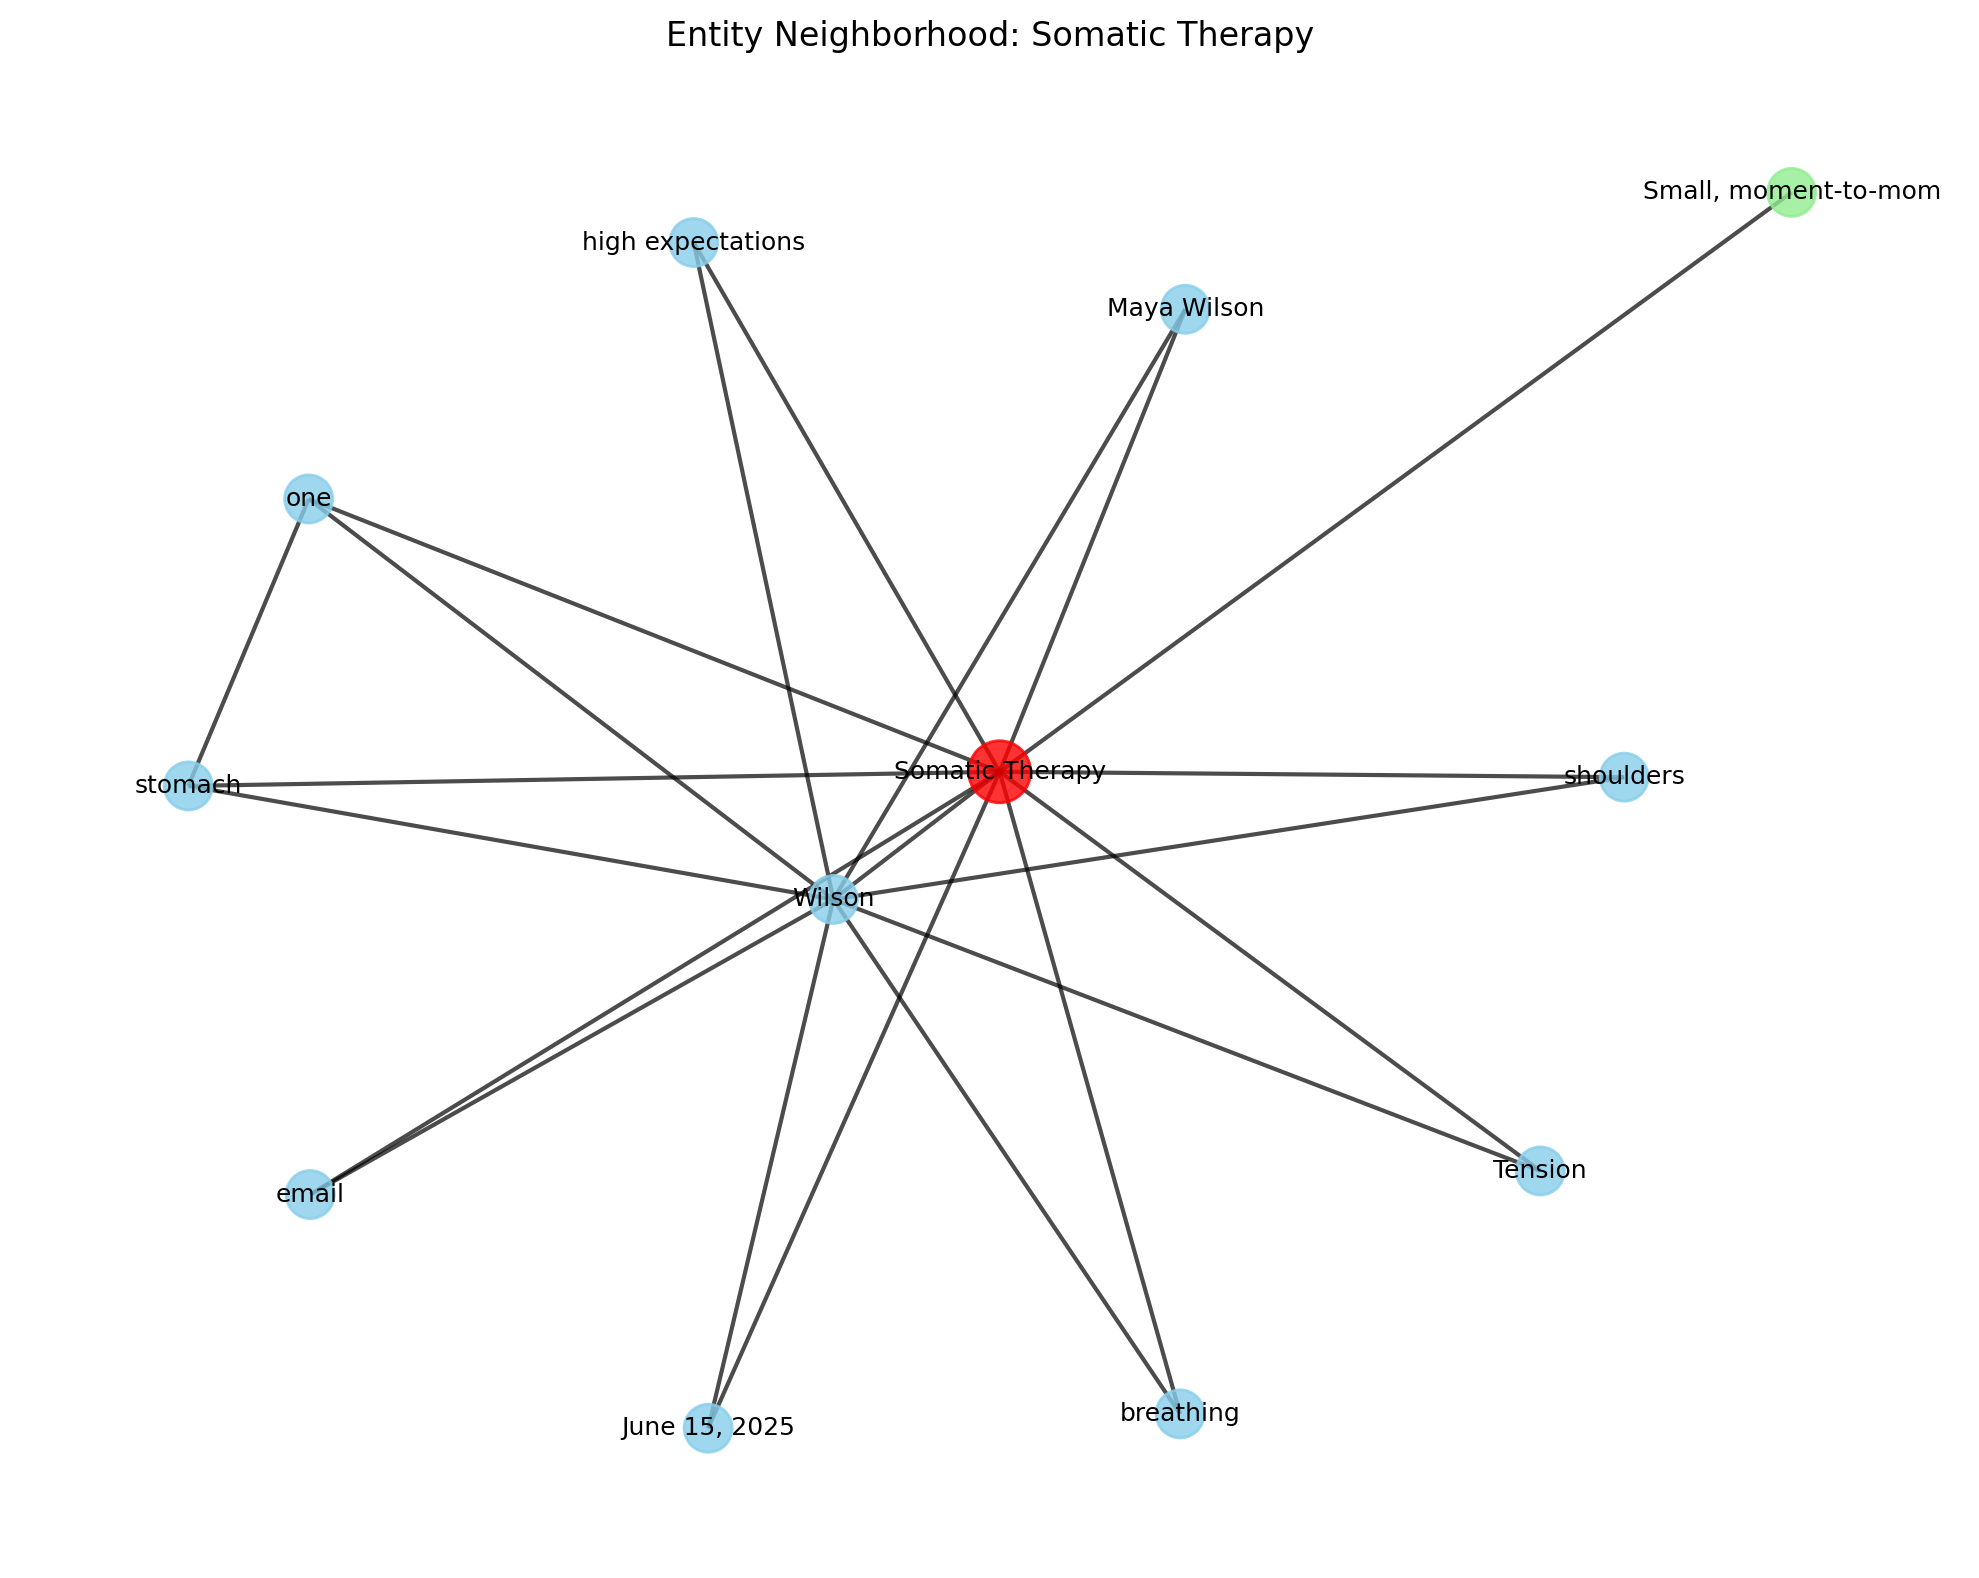 Entity Neighborhood: Somatic Therapy
Small, moment-to-mom
high expectations
Maya Wilson
one
Somatic Therapy
shoulders
stomach
Wilson
Tension
email
breathing
June 15, 2025